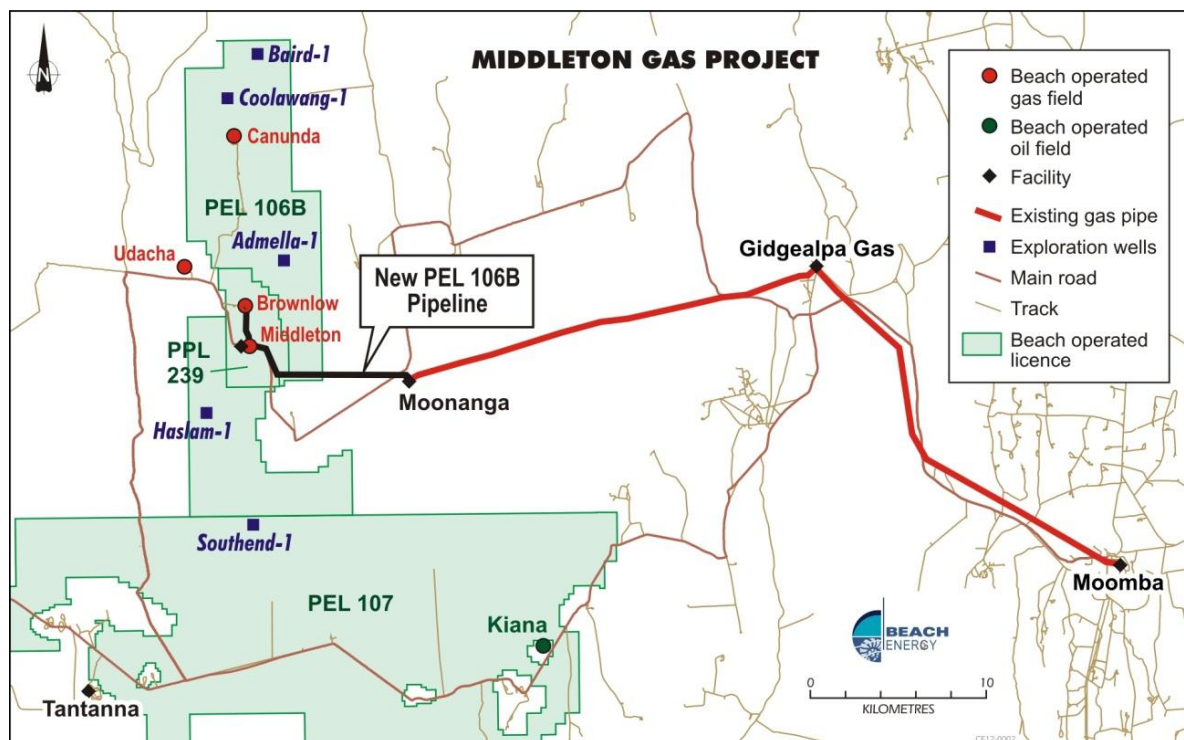 MIDDLETON GAS PROJECT
N
Baird-1
Coolawang-1
Canunda
PEL 106B
Admella-1
Udacha
Brownlow
Middleton
PPL
239
Haslam-1
New PEL 106B
Pipeline
Moonanga
Gidgealpa Gas
Moomba
Southend-1
PEL 107
Kiana
Tantanna
Beach operated
gas field
Beach operated
oil field
Facility
Existing gas pipe
Exploration wells
Main road
Track
Beach operated
licence
BEACH
ENERGY
0 10
KILOMETRES